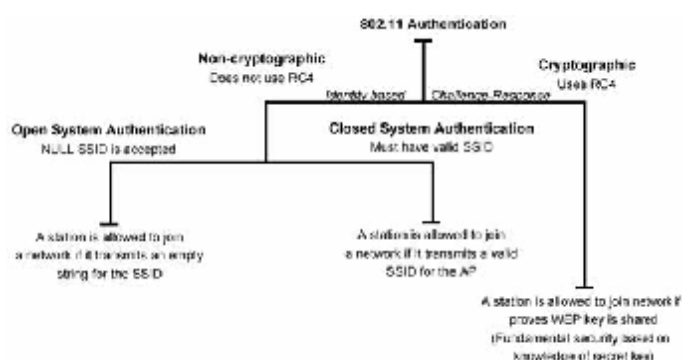 802.11 Authentication
Non-cryptographic
Does not use RC4
Cryptographic
Uses RC4
Identity based
Challenge-Response
Open System Authentication
NULL SSID is accepted
Closed System Authentication
Must have valid SSID
A station is allowed to join
a network if it transmits an empty
string for the SSID
A station is allowed to join
a network if it transmits a valid
SSID for the AP
A station is allowed to join network if
proves WEP key is shared
(Fundamental security based on
knowledge of secret key)